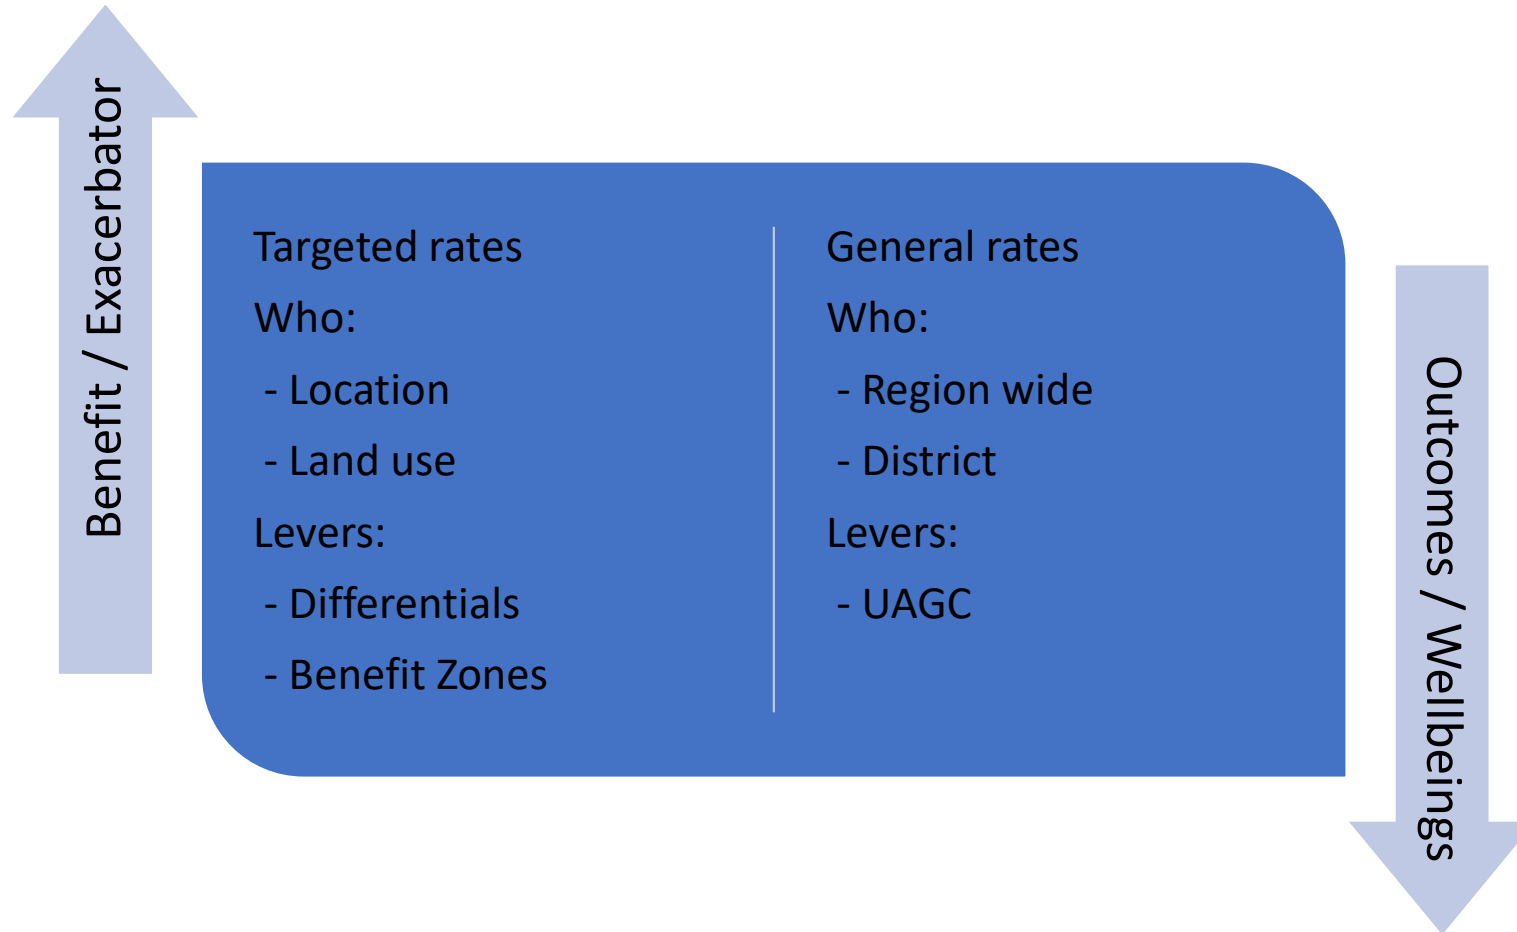 Benefit / Exacerbator
Targeted rates
Who:
- Location
- Land use
Levers:
- Differentials
- Benefit Zones
General rates
Who:
- Region wide
- District
Levers:
- UAGC
Outcomes / Wellbeings